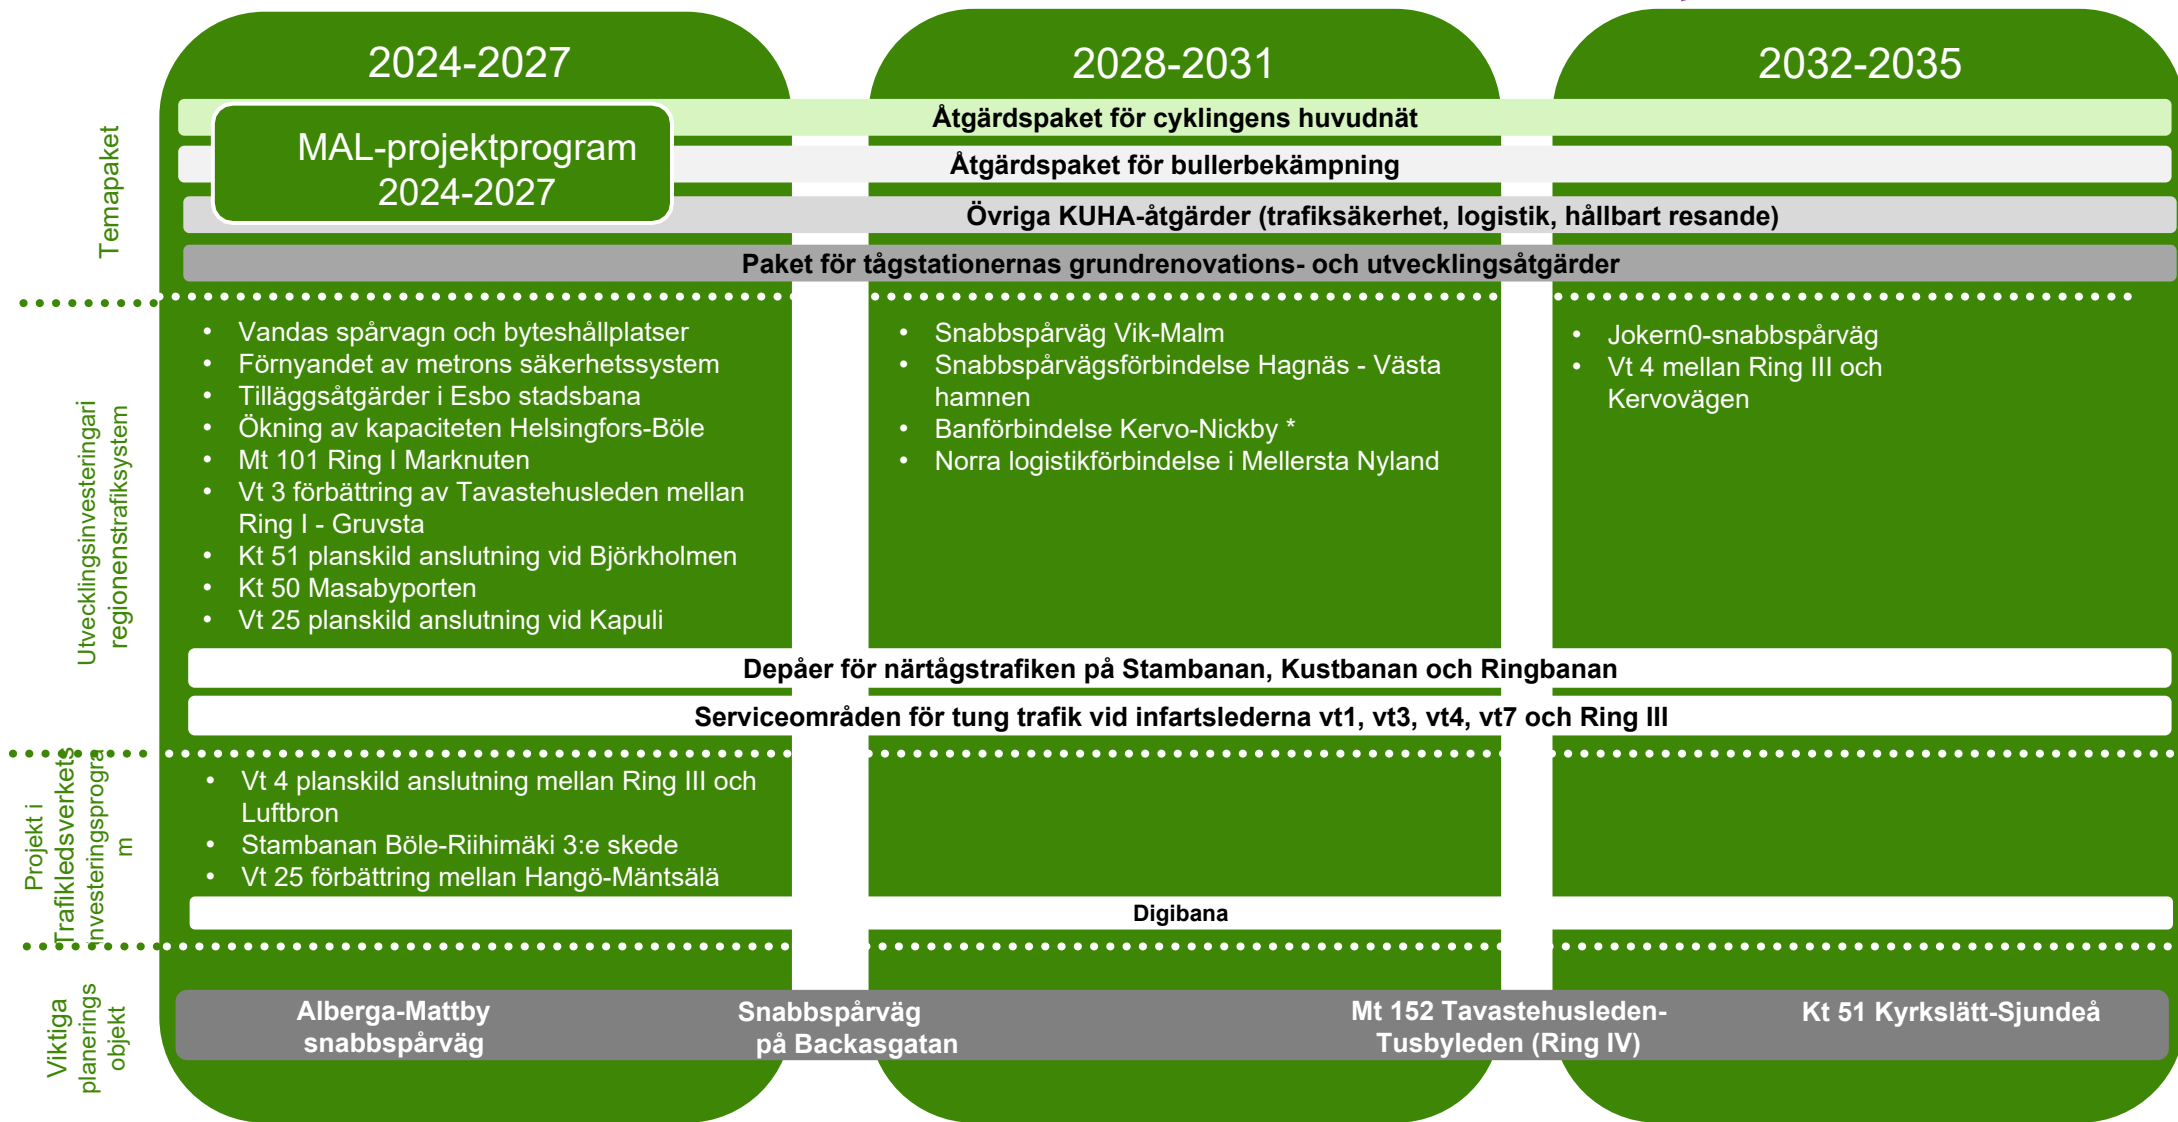 2024-2027
2028-2031
2032-2035
Temapaket
MAL-projektprogram
2024-2027
Åtgärdspaket för cyklingens huvudnät
Åtgärdspaket för bullerbekämpning
Övriga KUHA-åtgärder (trafiksäkerhet, logistik, hållbart resande)
Paket för tågstationernas grundrenovations- och utvecklingsåtgärder
Utvecklingsinvesteringari
regionenstrafiksystem
• Vandas spårvagn och byteshållplatser
• Förnyandet av metrons säkerhetssystem
• Tilläggsåtgärder i Esbo stadsbana
• Ökning av kapaciteten Helsingfors-Böle
• Mt 101 Ring I Marknuten
• Vt 3 förbättring av Tavastehusleden mellan
Ring I - Gruvsta
• Kt 51 planskild anslutning vid Björkholmen
• Kt 50 Masabyporten
• Vt 25 planskild anslutning vid Kapuli
• Snabbspårväg Vik-Malm
• Snabbspårvägsförbindelse Hagnäs - Västa
hamnen
• Banförbindelse Kervo-Nickby *
• Norra logistikförbindelse i Mellersta Nyland
• Jokern0-snabbspårväg
• Vt 4 mellan Ring III och
Kervovägen
Depåer för närtågstrafiken på Stambanan, Kustbanan och Ringbanan
Serviceområden för tung trafik vid infartslederna vt1, vt3, vt4, vt7 och Ring III
Projekt i
Trafikledsverkets
investeringsprogra
m
• Vt 4 planskild anslutning mellan Ring III och
Luftbron
• Stambanan Böle-Riihimäki 3:e skede
• Vt 25 förbättring mellan Hangö-Mäntsälä
Digibana
Viktiga
planerings
objekt
Alberga-Mattby
snabbspårväg
Snabbspårväg
på Backasgatan
Mt 152 Tavastehusleden-
Tusbyleden (Ring IV)
Kt 51 Kyrkslätt-Sjundeå